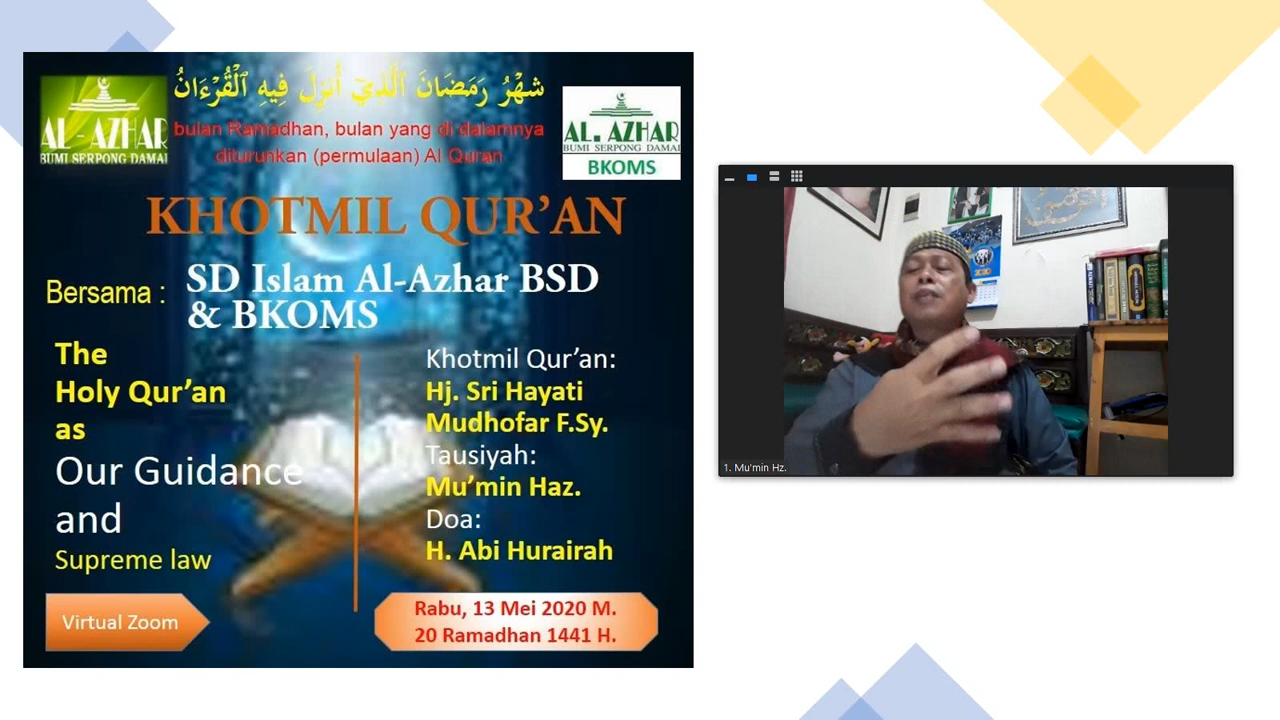 شَهْرُ رَمَضَانَ ٱلَّذِيٓ أُنزِلَ فِيهِ ٱلْقُرْءَانُ
AL - AZHAR
BUMI SERPONG DAMAI
bulan Ramadhan, bulan yang di dalamnya
diturunkan (permulaan) Al Quran
AL. AZHAR
BUMI SERPONG DAMAI
BKOMS
KHOTMIL QUR'AN
Bersama :
SD Islam Al-Azhar BSD
& BKOMS
The
Holy Qur'an
as
Our Guidance
and
Supreme law
Khotmil Qur'an:
Hj. Sri Hayati
Mudhofar F.Sy.
Tausiyah:
Mu'min Haz.
Doa:
H. Abi Hurairah
Virtual Zoom
Rabu, 13 Mei 2020 M.
20 Ramadhan 1441 H.
1. Mu'min Hz.